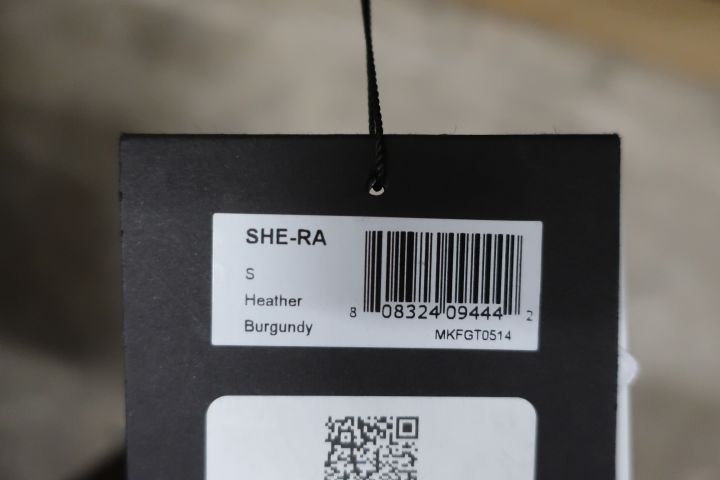 SHE-RA
S
Heather
Burgundy
8 08324 09444 2
MKFGT0514